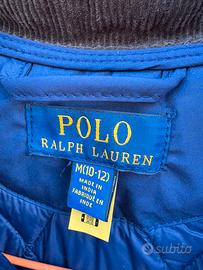 POLO
RALPH LAUREN
M(10-12)
MADE IN
INDIA
FABRIQUÉ EN
INDE
subito